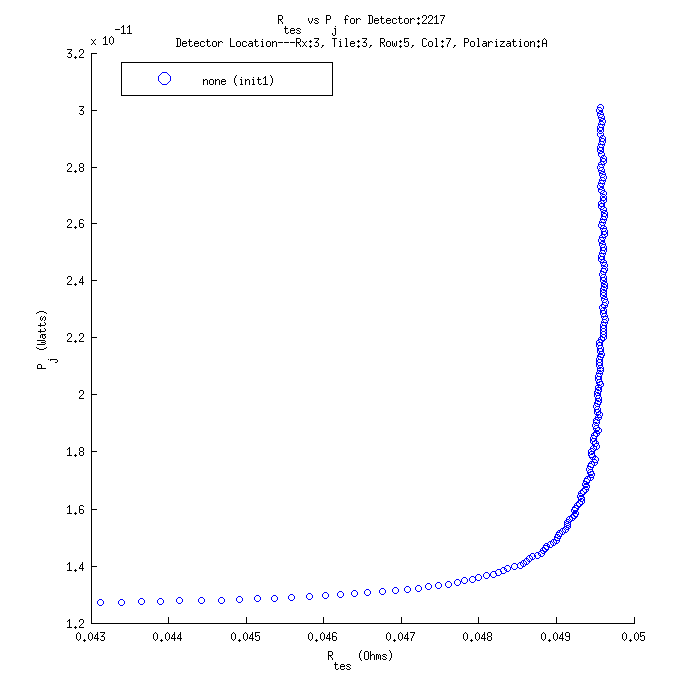 R_tes vs P_j for Detector:2217
Detector Location---Rx:3, Tile:3, Row:5, Col:7, Polarization:A
x 10^-11
none (init1)
3.2
3
2.8
2.6
2.4
2.2
2
1.8
1.6
1.4
1.2
P_j (Watts)
0.043 0.044 0.045 0.046 0.047 0.048 0.049 0.05
R_tes (Ohms)